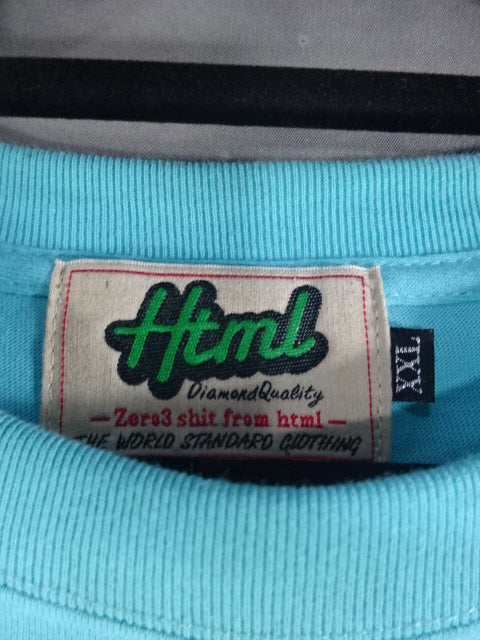 Html
DiamondQuality
— Zero3 shit from html —
THE WORLD STANDARD CLOTHING
XXL